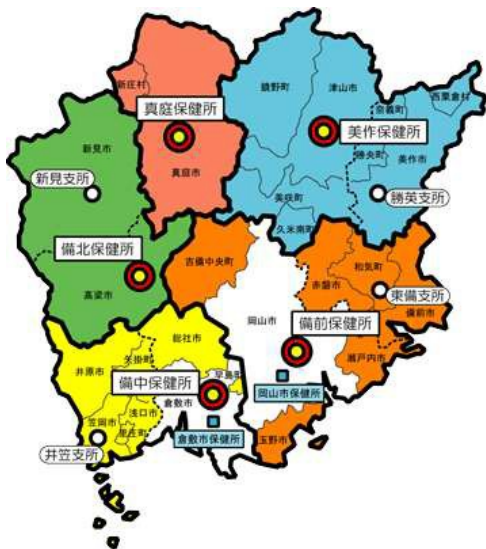 新庄村
真庭保健所
真庭市
鏡野町
津山市
奈義町
西粟倉村
美作保健所
勝央町
美作市
新見市
新見支所
美咲町
勝英支所
久米南町
備北保健所
高梁市
吉備中央町
赤磐市
和気町
東備支所
備前市
岡山市
備前保健所
瀬戸内市
総社市
井原市
矢掛町
早島町
備中保健所
岡山市保健所
倉敷市
浅口市
笠岡市
里庄町
倉敷市保健所
玉野市
井笠支所